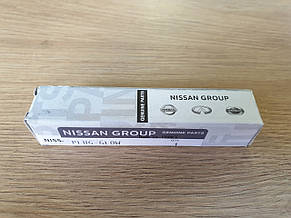 GENUINE PARTS
NISSAN GROUP
NISSAN GROUP GENUINE PARTS
NISS. PLUG-GLOW